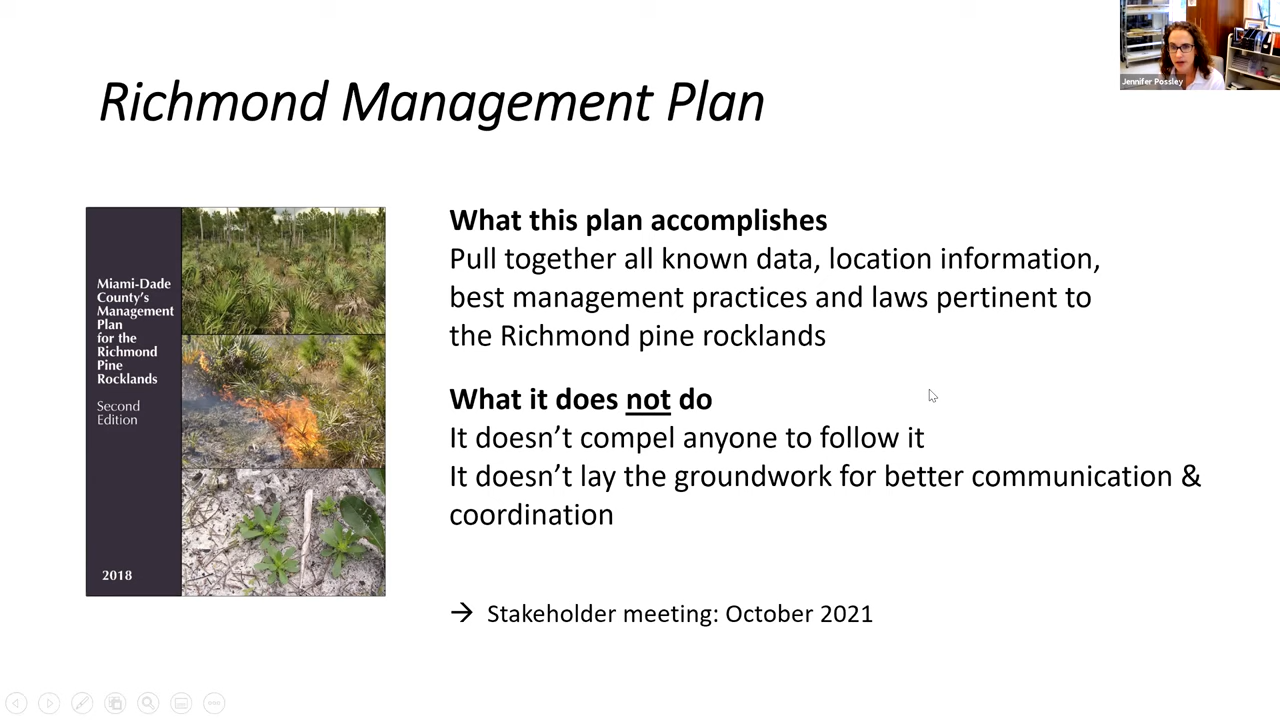 Jennifer Possley
Richmond Management Plan
Miami-Dade
County's
Management
Plan
for the
Richmond
Pine
Rocklands
Second
Edition
2018
What this plan accomplishes
Pull together all known data, location information,
best management practices and laws pertinent to
the Richmond pine rocklands
What it does not do
It doesn’t compel anyone to follow it
It doesn’t lay the groundwork for better communication &
coordination
→ Stakeholder meeting: October 2021